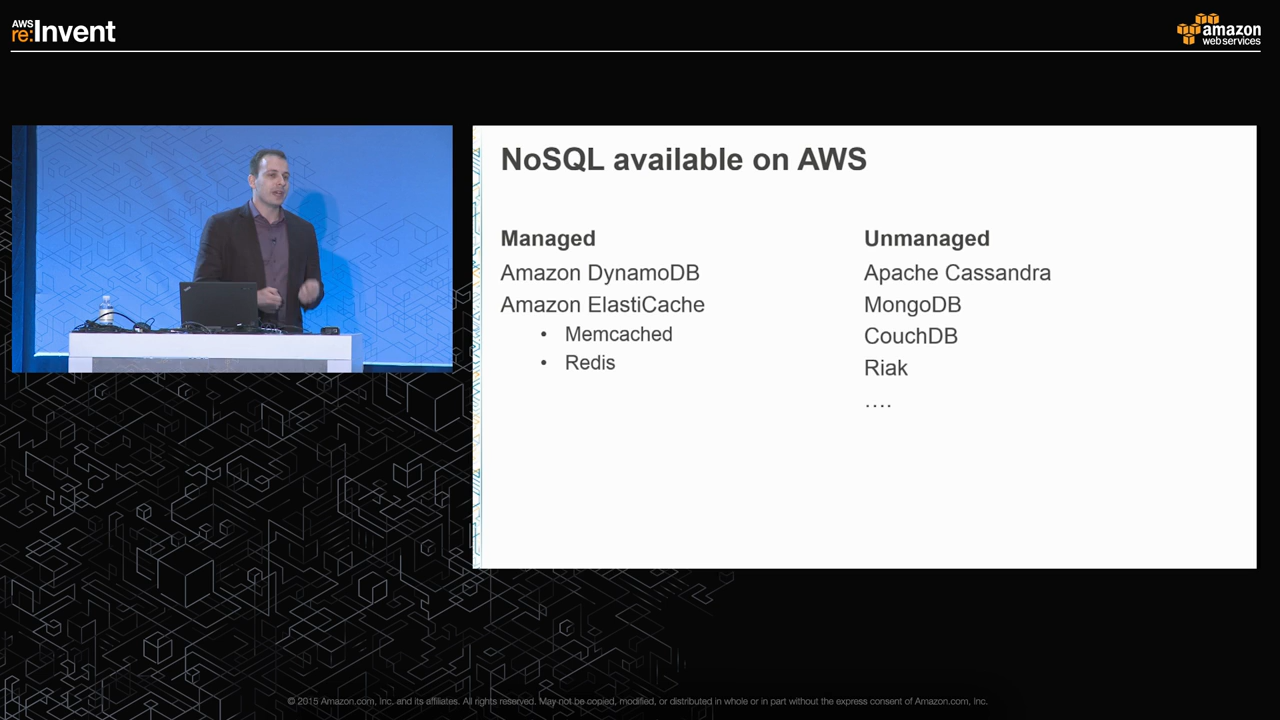 AWS
re:Invent
amazon
web services
NoSQL available on AWS
Managed
Amazon DynamoDB
Amazon ElastiCache
• Memcached
• Redis
Unmanaged
Apache Cassandra
MongoDB
CouchDB
Riak
....
© 2015 Amazon.com, Inc. and its affiliates. All rights reserved. May not be copied, modified, or distributed in whole or in part without the express consent of Amazon.com, Inc.